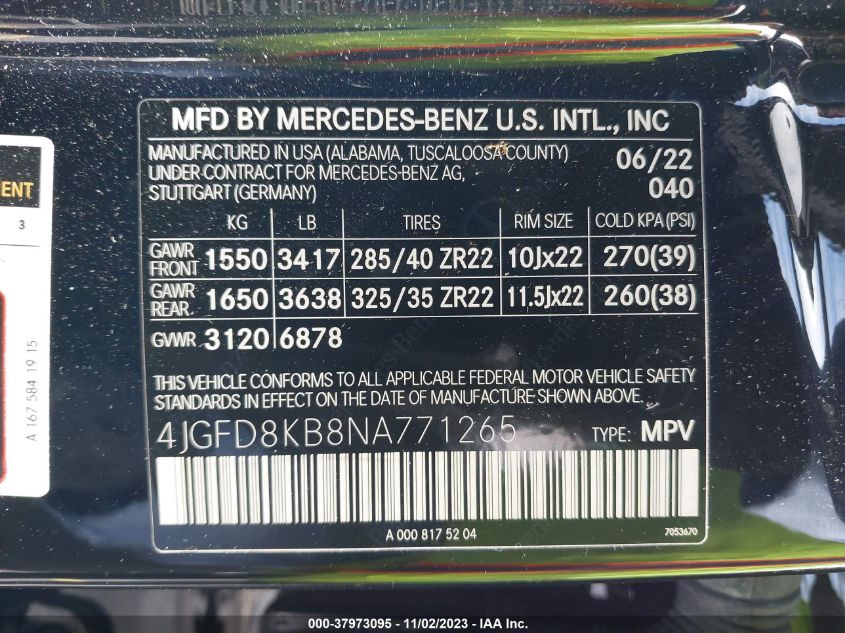 MFD BY MERCEDES-BENZ U.S. INTL., INC
MANUFACTURED IN USA (ALABAMA, TUSCALOOSA COUNTY) 06/22
UNDER CONTRACT FOR MERCEDES-BENZ AG,
STUTTGART (GERMANY) 040
KG LB TIRES RIM SIZE COLD KPA (PSI)
GAWR FRONT 1550 3417 285/40 ZR22 10Jx22 270(39)
GAWR REAR. 1650 3638 325/35 ZR22 11.5Jx22 260(38)
GVWR 3120 6878
THIS VEHICLE CONFORMS TO ALL APPLICABLE FEDERAL MOTOR VEHICLE SAFETY
STANDARDS IN EFFECT ON THE DATE OF MANUFACTURE SHOWN ABOVE.
4JGFD8KB8NA771265 TYPE: MPV
A 000 817 52 04 7053670
3
A 167 584 19 15
000-37973095 | 11/02/2023 - IAA Inc.